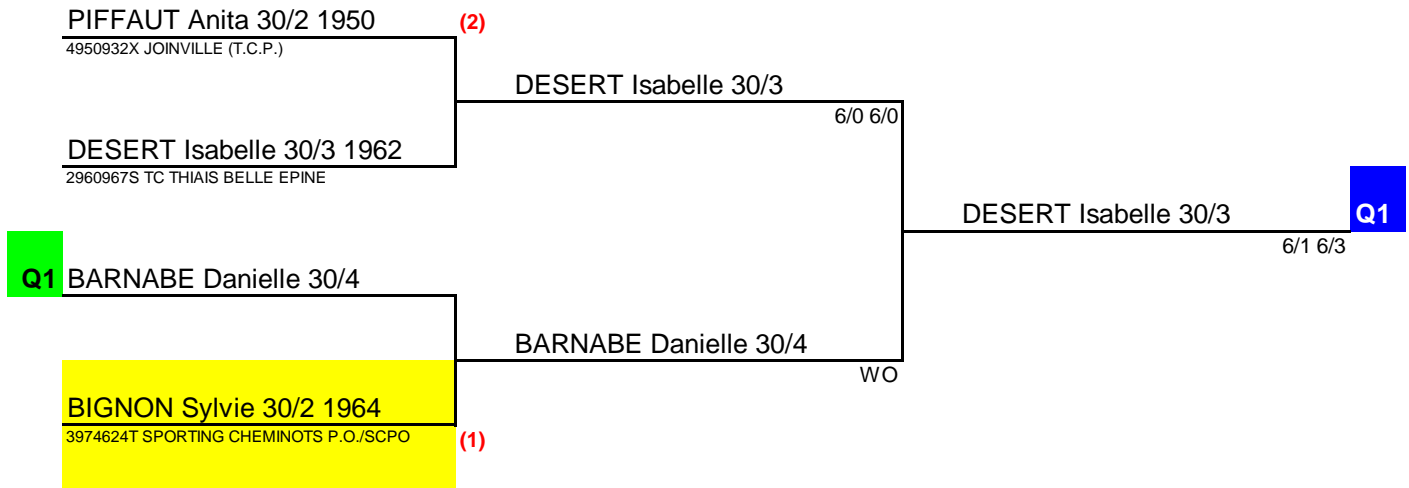 PIFFAUT Anita 30/2 1950 (2)
4950932X JOINVILLE (T.C.P.)
DESERT Isabelle 30/3
6/0 6/0
DESERT Isabelle 30/3 1962
2960967S TC THIAIS BELLE EPINE
DESERT Isabelle 30/3 Q1
6/1 6/3
Q1 BARNABE Danielle 30/4
BARNABE Danielle 30/4
WO
BIGNON Sylvie 30/2 1964
3974624T SPORTING CHEMINOTS P.O./SCPO (1)